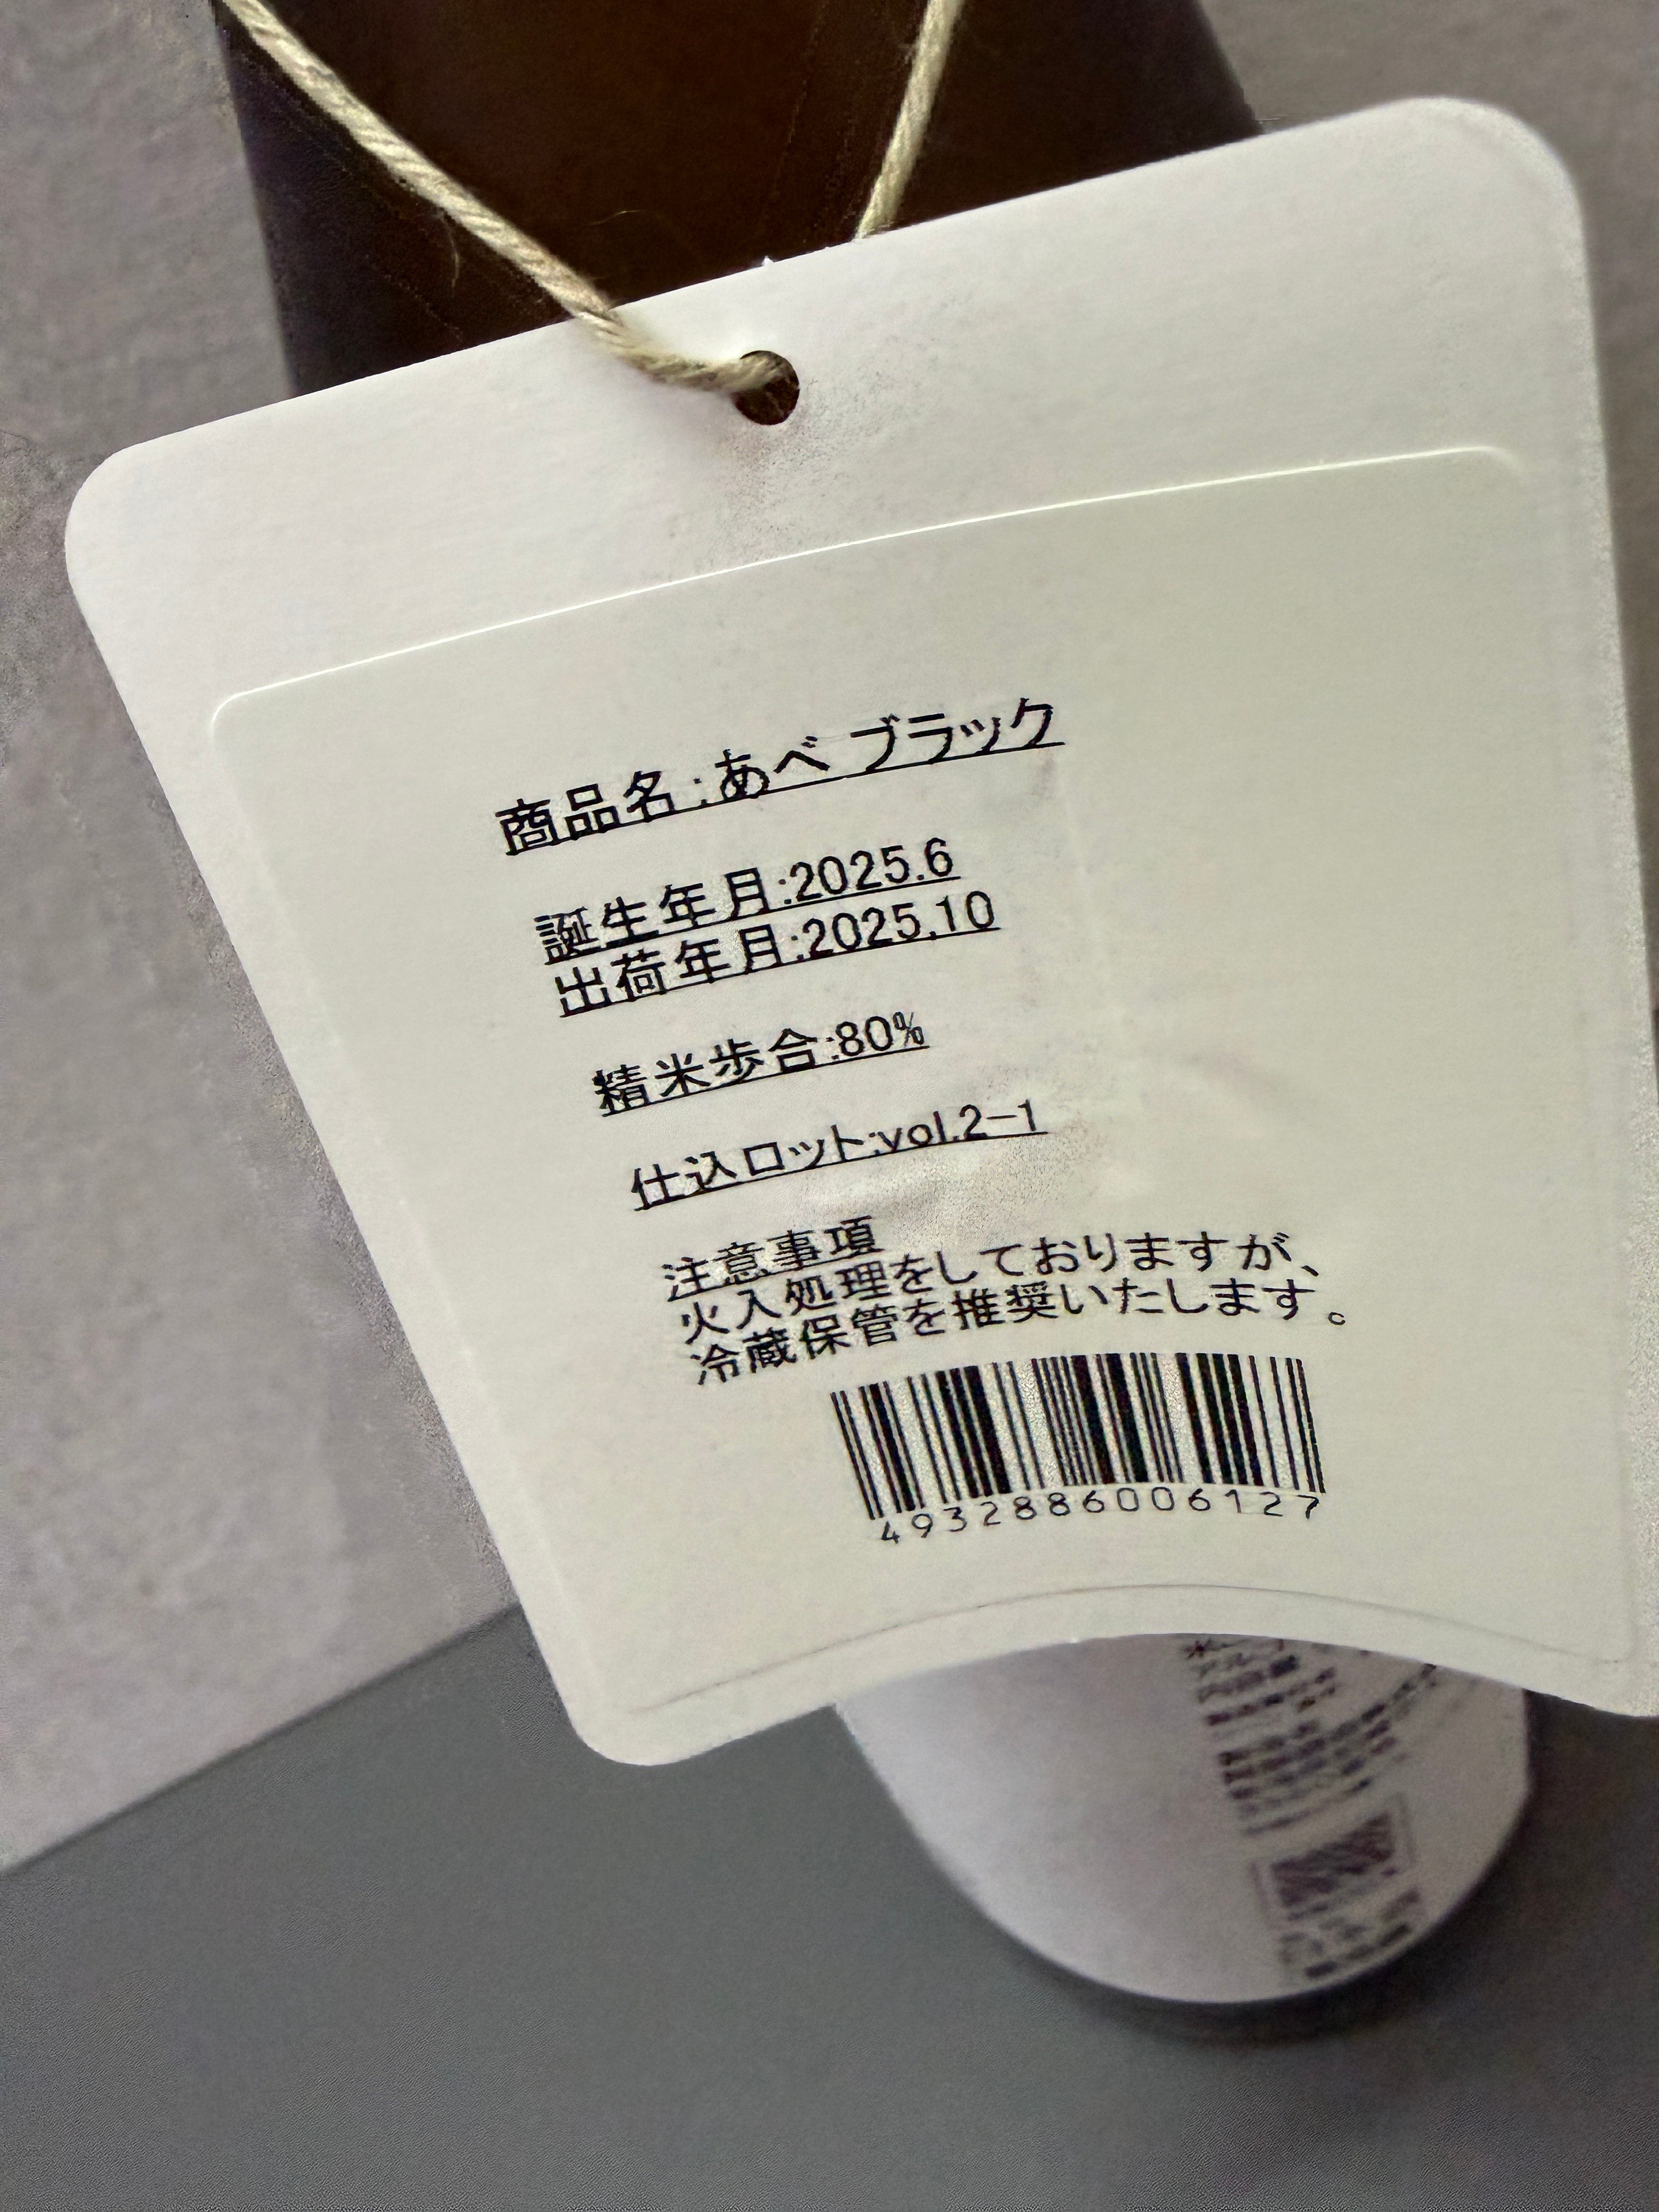 商品名:あべ ブラック
誕生年月:2025.6
出荷年月:2025.10
精米歩合:80%
仕込ロット:vol.2-1
注意事項
火入処理をしておりますが、
冷蔵保管を推奨いたします。
4932886006127